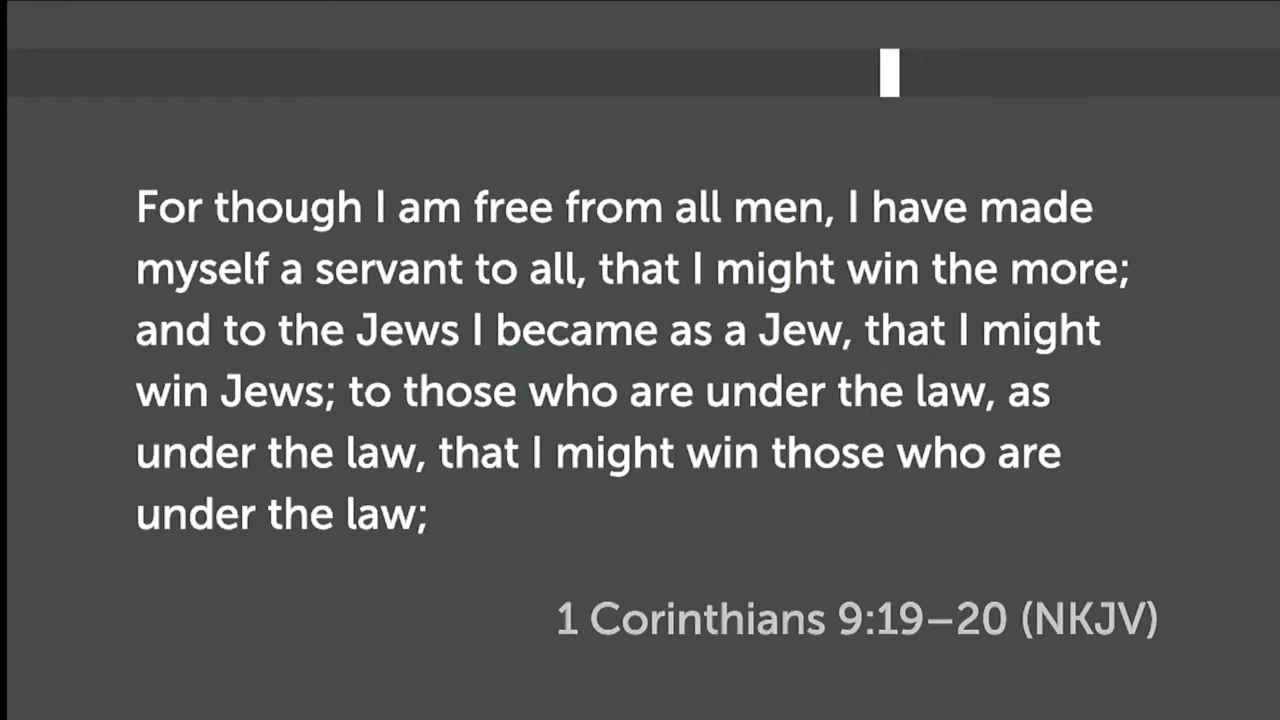 For though I am free from all men, I have made
myself a servant to all, that I might win the more;
and to the Jews I became as a Jew, that I might
win Jews; to those who are under the law, as
under the law, that I might win those who are
under the law;
1 Corinthians 9:19–20 (NKJV)